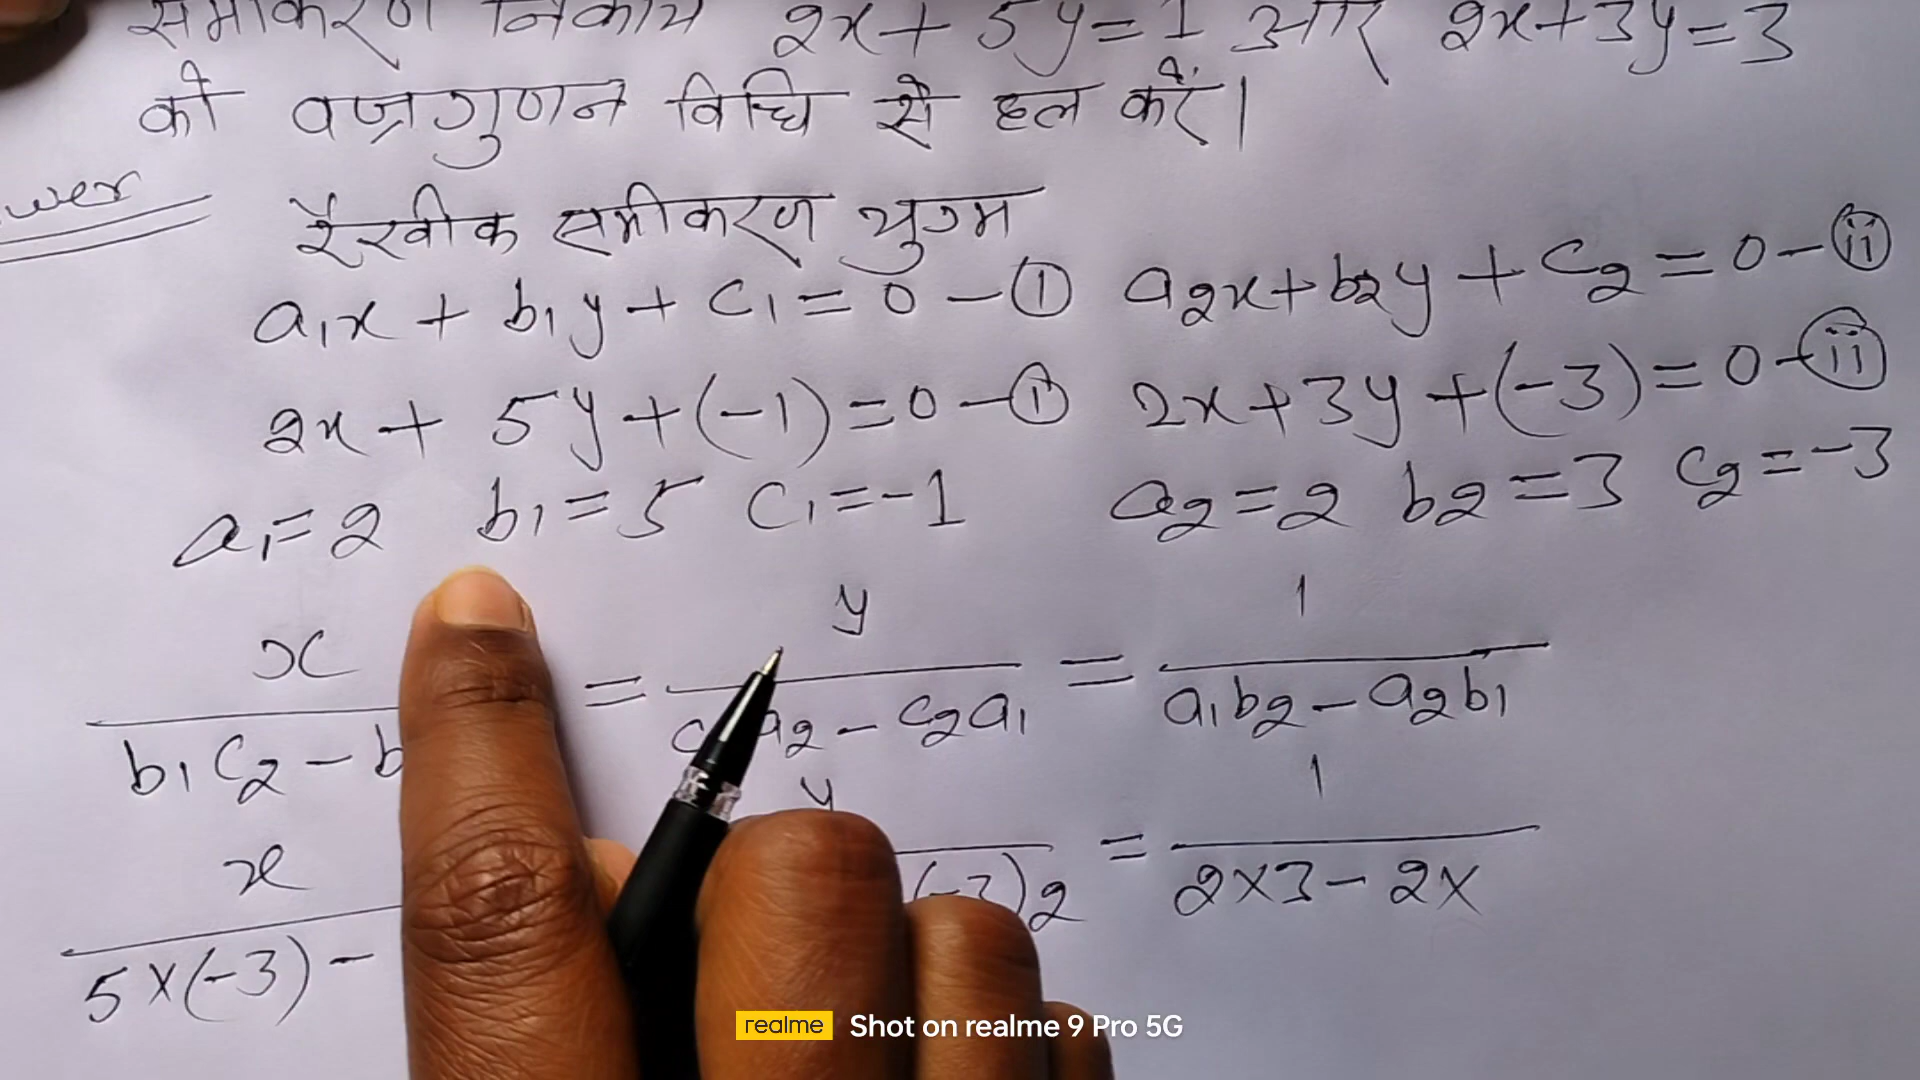 समीकरण निकाय 2x + 5y = 1 और 2x + 3y = 3
को वज्रगुणन विधि से हल करें।
रैखीक समीकरण युग्म
a₁x + b₁y + c₁ = 0 — ⓘ a₂x + b₂y + c₂ = 0 — ⓘⓘ
2x + 5y + (-1) = 0 — ⓘ 2x + 3y + (-3) = 0 — ⓘⓘ
a₁ = 2 b₁ = 5 c₁ = -1 a₂ = 2 b₂ = 3 c₂ = -3
x y 1
= =
b₁c₂ - b a₂ - c₂a₁ a₁b₂ - a₂b₁
x y 1
=
5×(-3) - (-3)2 2×3 - 2×
realme Shot on realme 9 Pro 5G